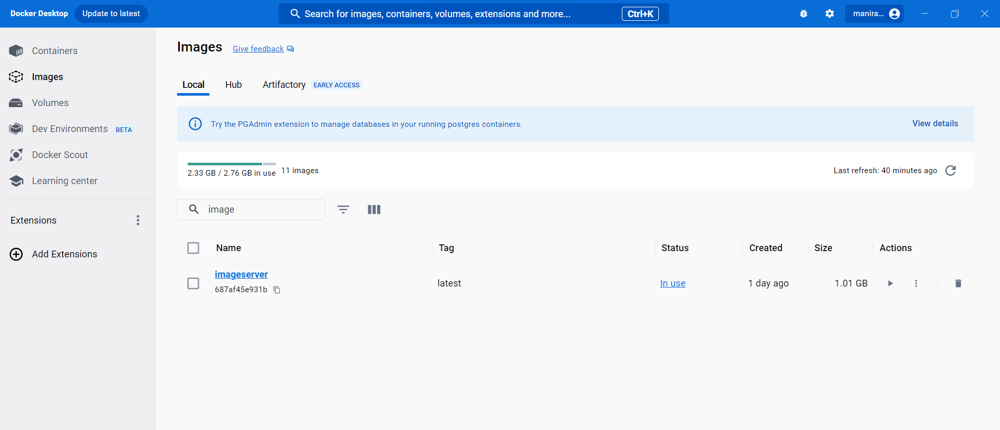 Docker Desktop Update to latest Search for images, containers, volumes, extensions and more... Ctrl+K manira...
Containers
Images
Volumes
Dev Environments BETA
Docker Scout
Learning center
Extensions
Add Extensions
Images Give feedback
Local Hub Artifactory EARLY ACCESS
Try the PGAdmin extension to manage databases in your running postgres containers. View details
2.33 GB / 2.76 GB in use 11 images Last refresh: 40 minutes ago
image
Name Tag Status Created Size Actions
imageserver
687af45e931b latest In use 1 day ago 1.01 GB